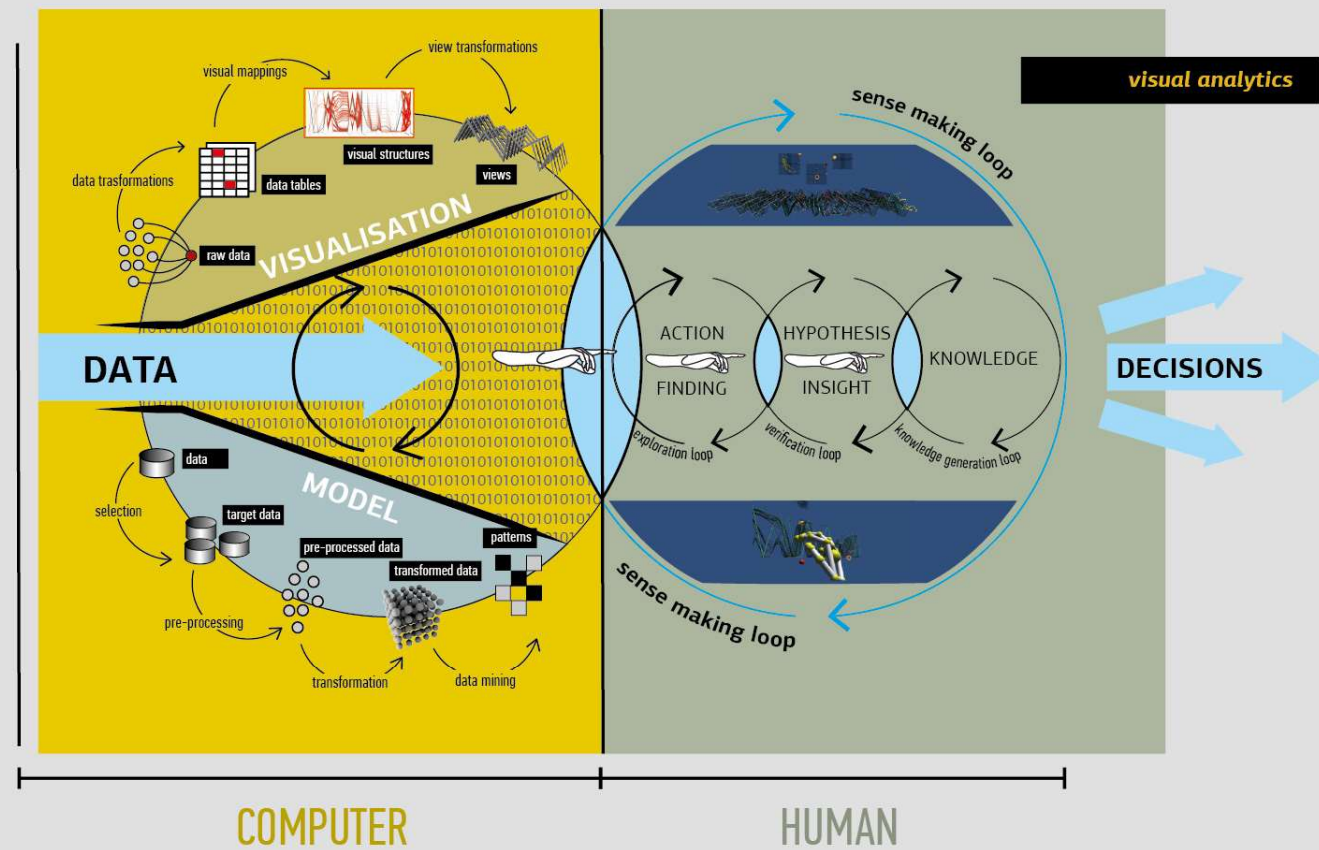 visual analytics
view transformations
visual mappings
visual structures
views
data trasformations
data tables
raw data
VISUALISATION
DATA
MODEL
data
selection
target data
pre-processing
pre-processed data
transformation
transformed data
data mining
patterns
sense making loop
ACTION
FINDING
exploration loop
HYPOTHESIS
INSIGHT
verification loop
KNOWLEDGE
knowledge generation loop
sense making loop
DECISIONS
COMPUTER
HUMAN